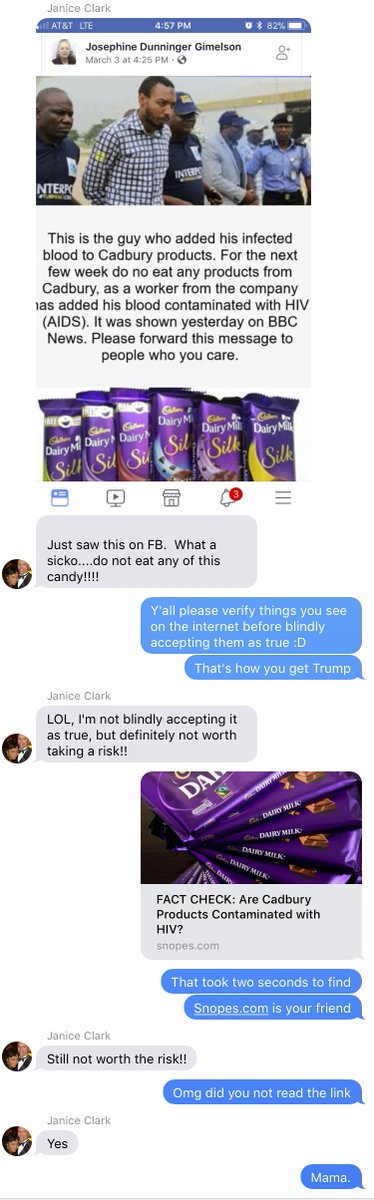 Janice Clark
AT&T LTE 4:57 PM 82%
Josephine Dunninger Gimelson
March 3 at 4:25 PM ·
INTERPO
INTERPO
This is the guy who added his infected
blood to Cadbury products. For the next
few week do no eat any products from
Cadbury, as a worker from the company
has added his blood contaminated with HIV
(AIDS). It was shown yesterday on BBC
News. Please forward this message to
people who you care.
Cadbury
Dairy Milk
Silk
3
Just saw this on FB. What a
sicko....do not eat any of this
candy!!!!
Y'all please verify things you see
on the internet before blindly
accepting them as true :D
That's how you get Trump
Janice Clark
LOL, I'm not blindly accepting it
as true, but definitely not worth
taking a risk!!
DAIRY MILK
DAIRY MILK
DAIRY MILK
FACT CHECK: Are Cadbury
Products Contaminated with
HIV?
snopes.com
That took two seconds to find
Snopes.com is your friend
Janice Clark
Still not worth the risk!!
Omg did you not read the link
Janice Clark
Yes
Mama.